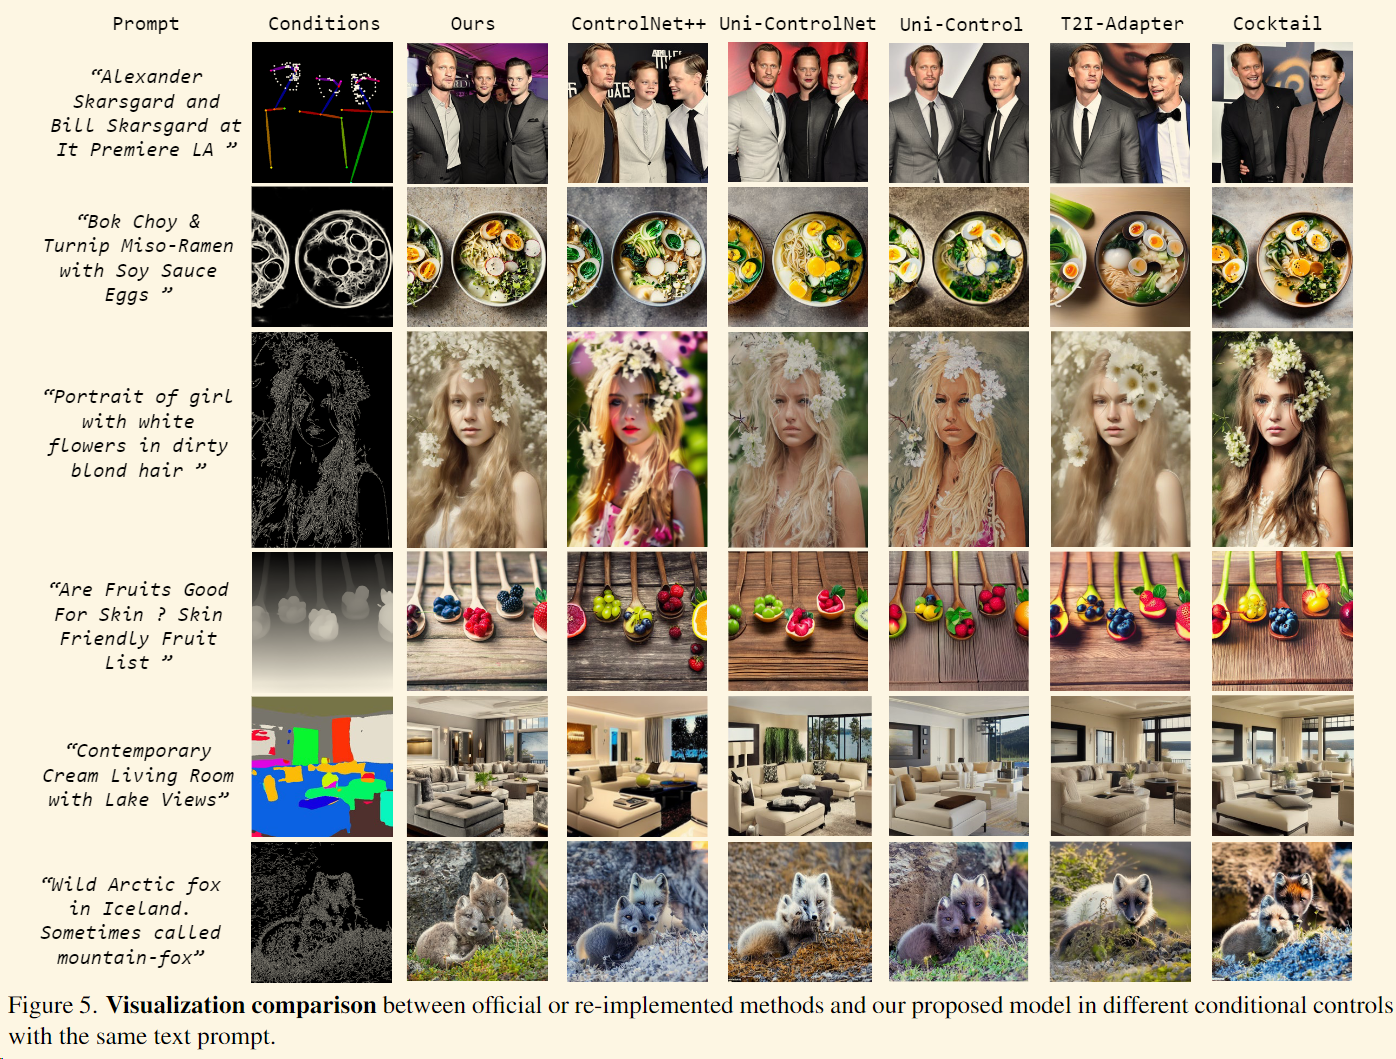 Prompt Conditions Ours ControlNet++ Uni-ControlNet Uni-Control T2I-Adapter Cocktail
“Alexander
Skarsgard and
Bill Skarsgard at
It Premiere LA ”
“Bok Choy &
Turnip Miso-Ramen
with Soy Sauce
Eggs ”
“Portrait of girl
with white
flowers in dirty
blond hair ”
“Are Fruits Good
For Skin ? Skin
Friendly Fruit
List ”
“Contemporary
Cream Living Room
with Lake Views”
“Wild Arctic fox
in Iceland.
Sometimes called
mountain-fox”
Figure 5. Visualization comparison between official or re-implemented methods and our proposed model in different conditional controls
with the same text prompt.